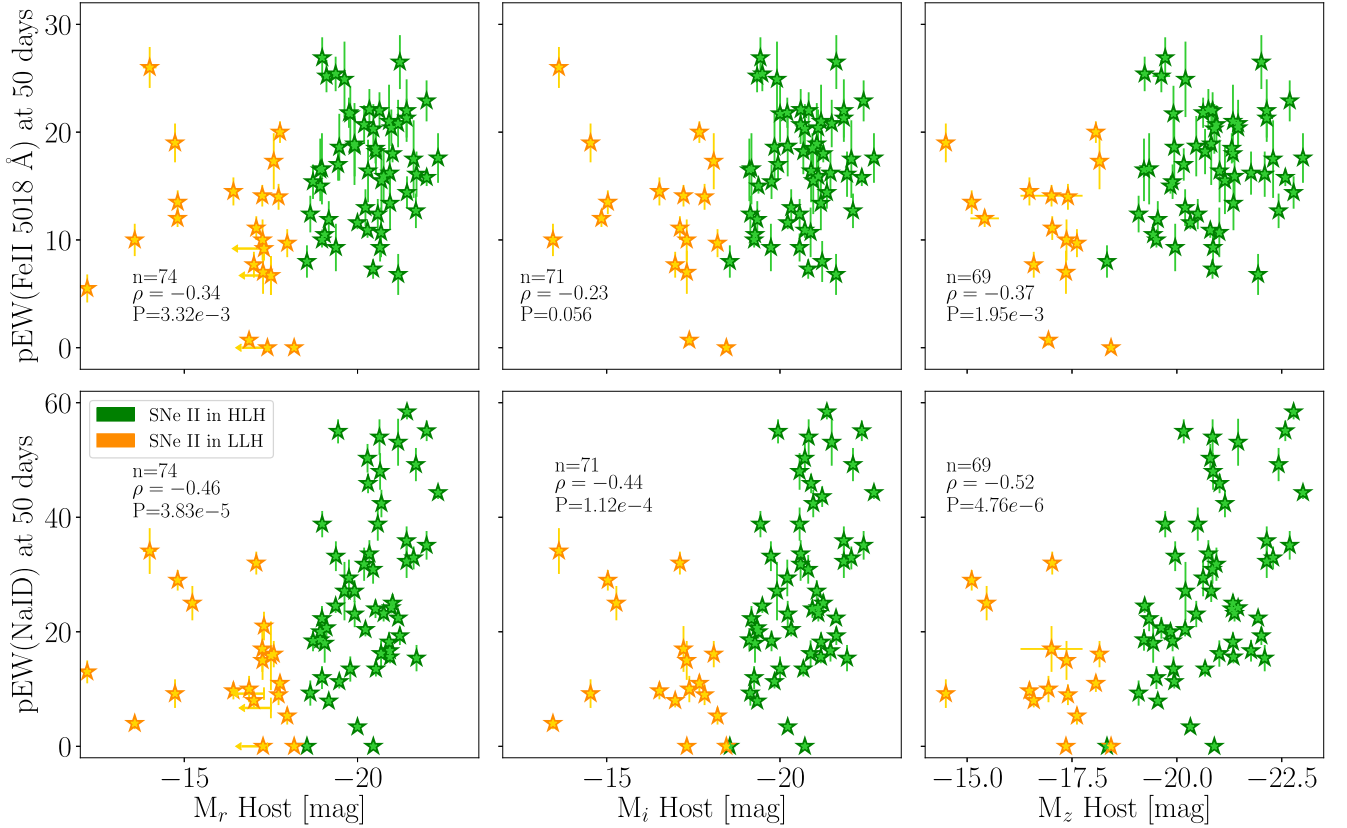 pEW(FeII 5018 Å) at 50 days
30
20
10
0
n=74
ρ = −0.34
P=3.32e−3
n=71
ρ = −0.23
P=0.056
n=69
ρ = −0.37
P=1.95e−3
pEW(NaID) at 50 days
60
40
20
0
SNe II in HLH
SNe II in LLH
n=74
ρ = −0.46
P=3.83e−5
n=71
ρ = −0.44
P=1.12e−4
n=69
ρ = −0.52
P=4.76e−6
−15 −20
M_r Host [mag]
−15 −20
M_i Host [mag]
−15.0 −17.5 −20.0 −22.5
M_z Host [mag]